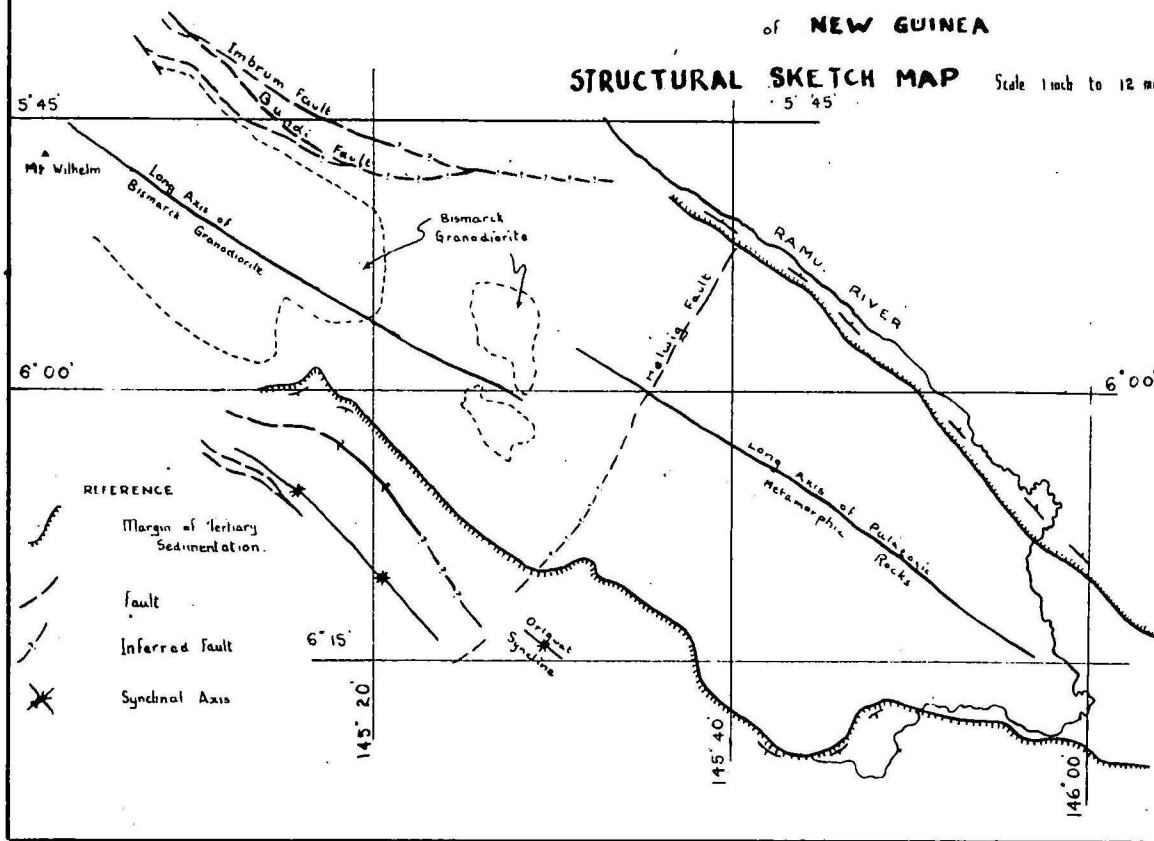 of NEW GUINEA
STRUCTURAL SKETCH MAP Scale 1 inch to 12
5° 45'
5° 45'
Imbrum Fault
Bundi Fault
Mt Wilhelm
Long Axis of
Bismarck
Granodiorite
Bismarck
Granodiorite
RAMU RIVER
Helwig Fault
6° 00'
6° 00'
Long Axis of Palaeozoic
Metamorphic Rocks
REFERENCE
Margin of Tertiary
Sedimentation.
Fault
Inferred Fault
Synclinal Axis
6° 15'
Syncline
145° 20'
145° 40'
146° 00'